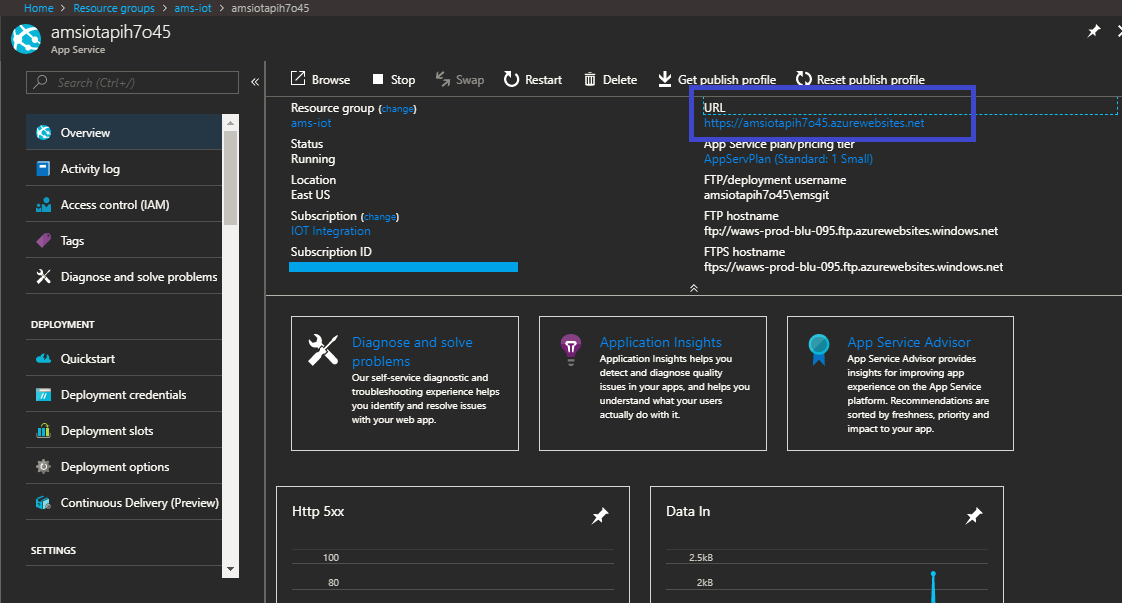 Home > Resource groups > ams-iot > amsiotapih7o45
amsiotapih7o45
App Service
Search (Ctrl+/)
«
Overview
Activity log
Access control (IAM)
Tags
Diagnose and solve problems
DEPLOYMENT
Quickstart
Deployment credentials
Deployment slots
Deployment options
Continuous Delivery (Preview)
SETTINGS
Browse Stop Swap Restart Delete Get publish profile Reset publish profile
Resource group (change)
ams-iot
Status
Running
Location
East US
Subscription (change)
IOT Integration
Subscription ID
URL
https://amsiotapih7o45.azurewebsites.net
App Service plan/pricing tier
AppServPlan (Standard: 1 Small)
FTP/deployment username
amsiotapih7o45\emsgit
FTP hostname
ftp://waws-prod-blu-095.ftp.azurewebsites.windows.net
FTPS hostname
ftps://waws-prod-blu-095.ftp.azurewebsites.windows.net
Diagnose and solve
problems
Our self-service diagnostic and
troubleshooting experience helps
you identify and resolve issues
with your web app.
Application Insights
Application Insights helps you
detect and diagnose quality
issues in your apps, and helps you
understand what your users
actually do with it.
App Service Advisor
App Service Advisor provides
insights for improving app
experience on the App Service
platform. Recommendations are
sorted by freshness, priority and
impact to your app.
Http 5xx
100
80
Data In
2.5kB
2kB